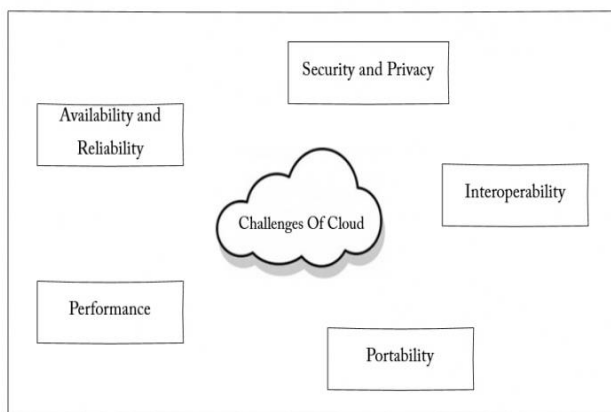 Security and Privacy
Availability and
Reliability
Interoperability
Challenges Of Cloud
Performance
Portability